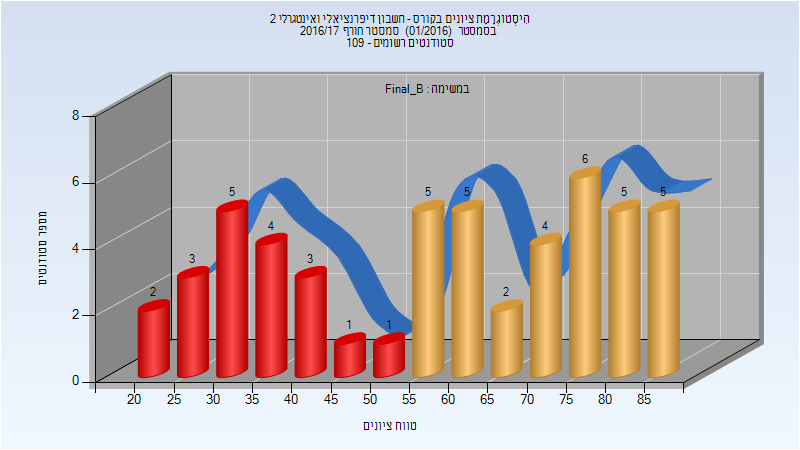 היסטוגרמת ציונים בקורס - חשבון דיפרנציאלי ואינטגרלי 2
בסמסטר (01/2016) סמסטר חורף 2016/17
סטודנטים רשומים - 109
במשימה : Final_B
מספר סטודנטים
8
6
4
2
0
2
3
5
4
3
1
1
5
5
2
4
6
5
5
20 25 30 35 40 45 50 55 60 65 70 75 80 85
טווח ציונים